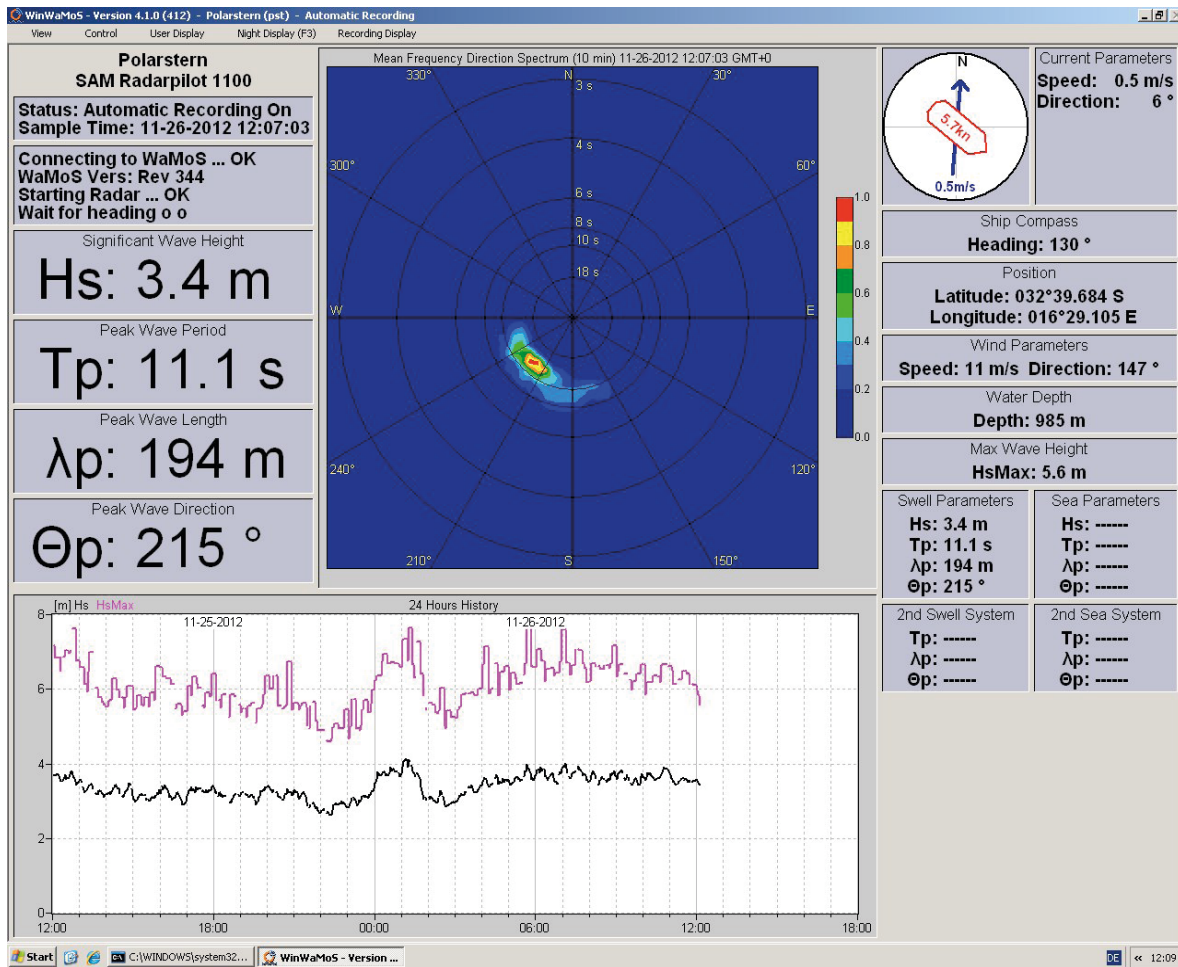 WinWaMoS - Version 4.1.0 (412) - Polarstern (pst) - Automatic Recording
View Control User Display Night Display (F3) Recording Display
Polarstern
SAM Radarpilot 1100
Status: Automatic Recording On
Sample Time: 11-26-2012 12:07:03
Connecting to WaMoS ... OK
WaMoS Vers: Rev 344
Starting Radar ... OK
Wait for heading o o
Significant Wave Height
Hs: 3.4 m
Peak Wave Period
Tp: 11.1 s
Peak Wave Length
λp: 194 m
Peak Wave Direction
Θp: 215 °
Mean Frequency Direction Spectrum (10 min) 11-26-2012 12:07:03 GMT+0
330° N 30°
3 s
4 s
300° 60°
6 s
8 s
10 s
18 s
W E
240° 120°
210° S 150°
1.0
0.8
0.6
0.4
0.2
0.0
N
5.7kn
0.5m/s
Current Parameters
Speed: 0.5 m/s
Direction: 6 °
Ship Compass
Heading: 130 °
Position
Latitude: 032°39.684 S
Longitude: 016°29.105 E
Wind Parameters
Speed: 11 m/s Direction: 147 °
Water Depth
Depth: 985 m
Max Wave Height
HsMax: 5.6 m
Swell Parameters
Hs: 3.4 m
Tp: 11.1 s
λp: 194 m
Θp: 215 °
Sea Parameters
Hs: ------
Tp: ------
λp: ------
Θp: ------
2nd Swell System
Tp: ------
λp: ------
Θp: ------
2nd Sea System
Tp: ------
λp: ------
Θp: ------
[m] Hs HsMax 24 Hours History
11-25-2012 11-26-2012
8
6
4
2
0
12:00 18:00 00:00 06:00 12:00 18:00
Start C:\WINDOWS\system32... WinWaMoS - Version ... DE « 12:09